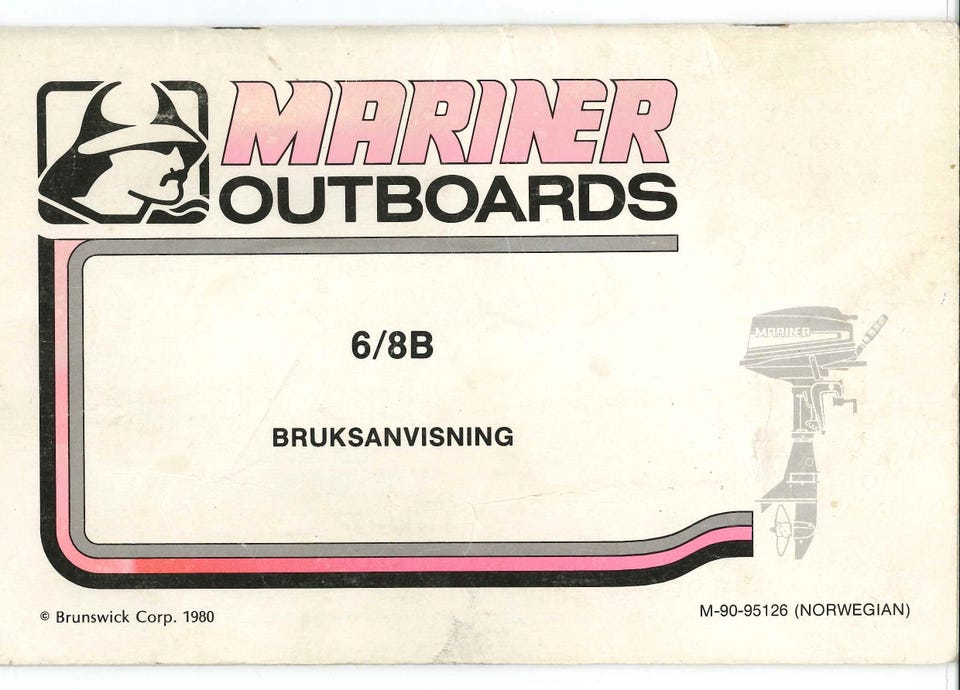 MARINER
OUTBOARDS
6/8B
BRUKSANVISNING
MARINER
© Brunswick Corp. 1980
M-90-95126 (NORWEGIAN)